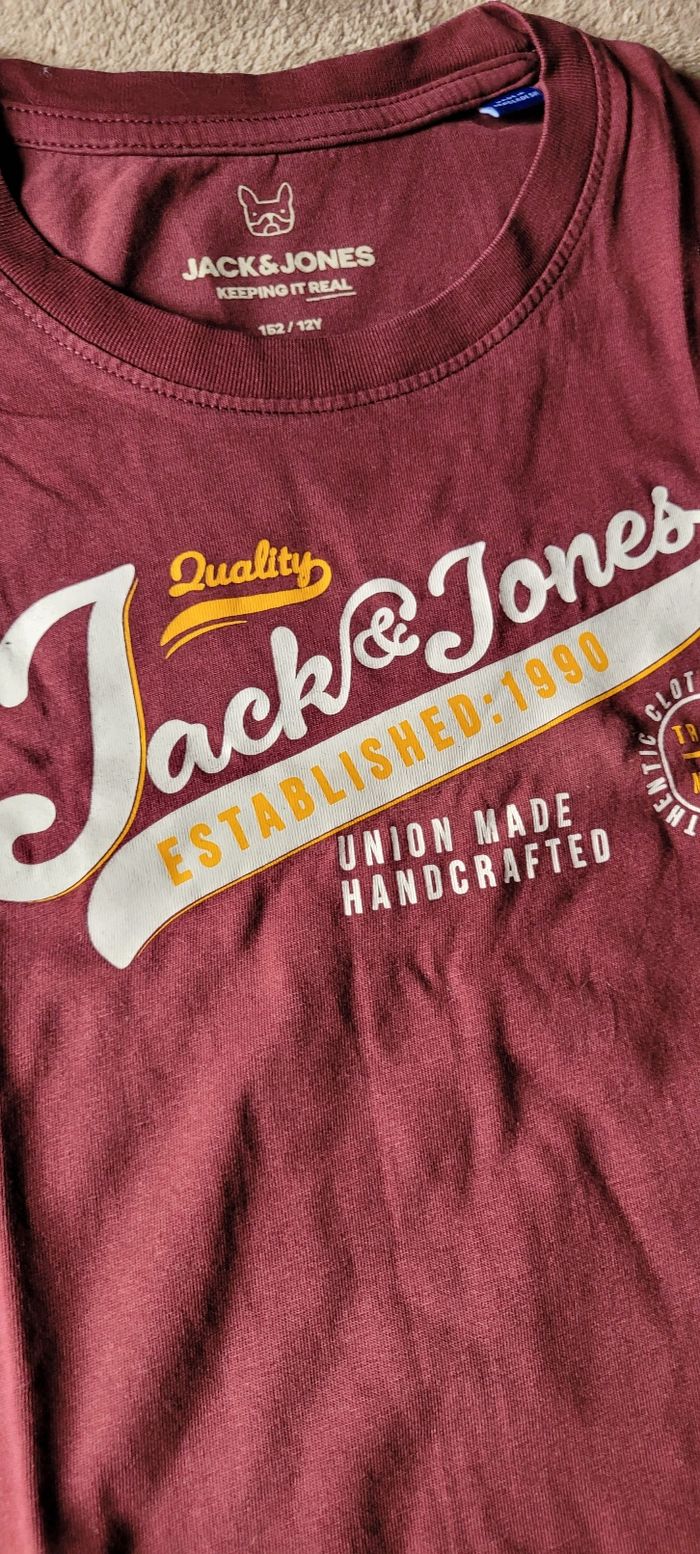 JACK&JONES
KEEPING IT REAL
152 / 12Y
Quality
Jack&Jones
ESTABLISHED:1990
UNION MADE
HANDCRAFTED